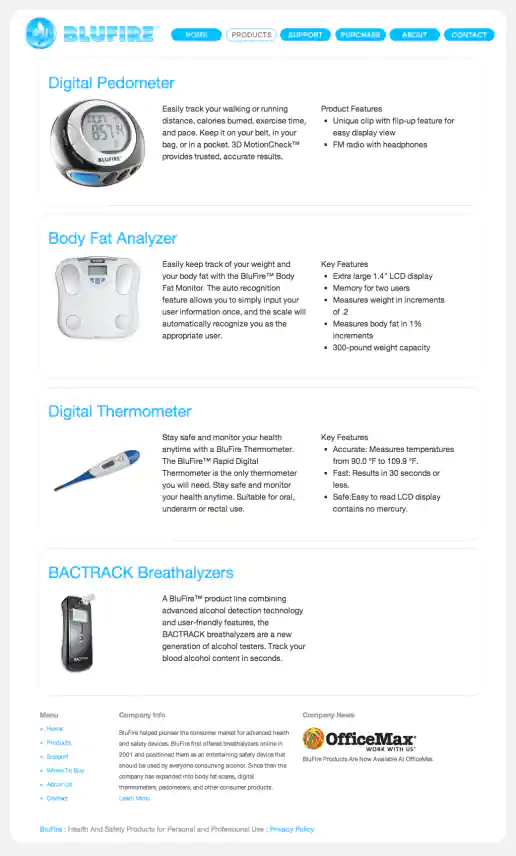 BLUFIRE™
HOME
PRODUCTS
SUPPORT
PURCHASE
ABOUT
CONTACT
Digital Pedometer
Easily track your walking or running
distance, calories burned, exercise time,
and pace. Keep it on your belt, in your
bag, or in a pocket. 3D MotionCheck™
provides trusted, accurate results.
Product Features
Unique clip with flip-up feature for
easy display view
FM radio with headphones
BLUFIRE
Body Fat Analyzer
Easily keep track of your weight and
your body fat with the BluFire™ Body
Fat Monitor. The auto recognition
feature allows you to simply input your
user information once, and the scale will
automatically recognize you as the
appropriate user.
Key Features
Extra large 1.4" LCD display
Memory for two users
Measures weight in increments
of .2
Measures body fat in 1%
increments
300-pound weight capacity
Digital Thermometer
Stay safe and monitor your health
anytime with a BluFire Thermometer.
The BluFire™ Rapid Digital
Thermometer is the only thermometer
you will need. Stay safe and monitor
your health anytime. Suitable for oral,
underarm or rectal use.
Key Features
Accurate: Measures temperatures
from 90.0 °F to 109.9 °F.
Fast: Results in 30 seconds or
less.
Safe:Easy to read LCD display
contains no mercury.
BACTRACK Breathalyzers
A BluFire™ product line combining
advanced alcohol detection technology
and user-friendly features, the
BACTRACK breathalyzers are a new
generation of alcohol testers. Track your
blood alcohol content in seconds.
BACTRACK
Menu
Home
Products
Support
Where To Buy
About Us
Contact
Company Info
BluFire helped pioneer the consumer market for advanced health
and safety devices. BluFire first offered breathalyzers online in
2001 and positioned them as an entertaining safety device that
should be used by everyone consuming alcohol. Since then the
company has expanded into body fat scales, digital
thermometers, pedometers, and other consumer products.
Learn More
Company News
OfficeMax®
WORK WITH US™
BluFire Products Are Now Available At OfficeMax.
BluFire : Health And Safety Products for Personal and Professional Use : Privacy Policy